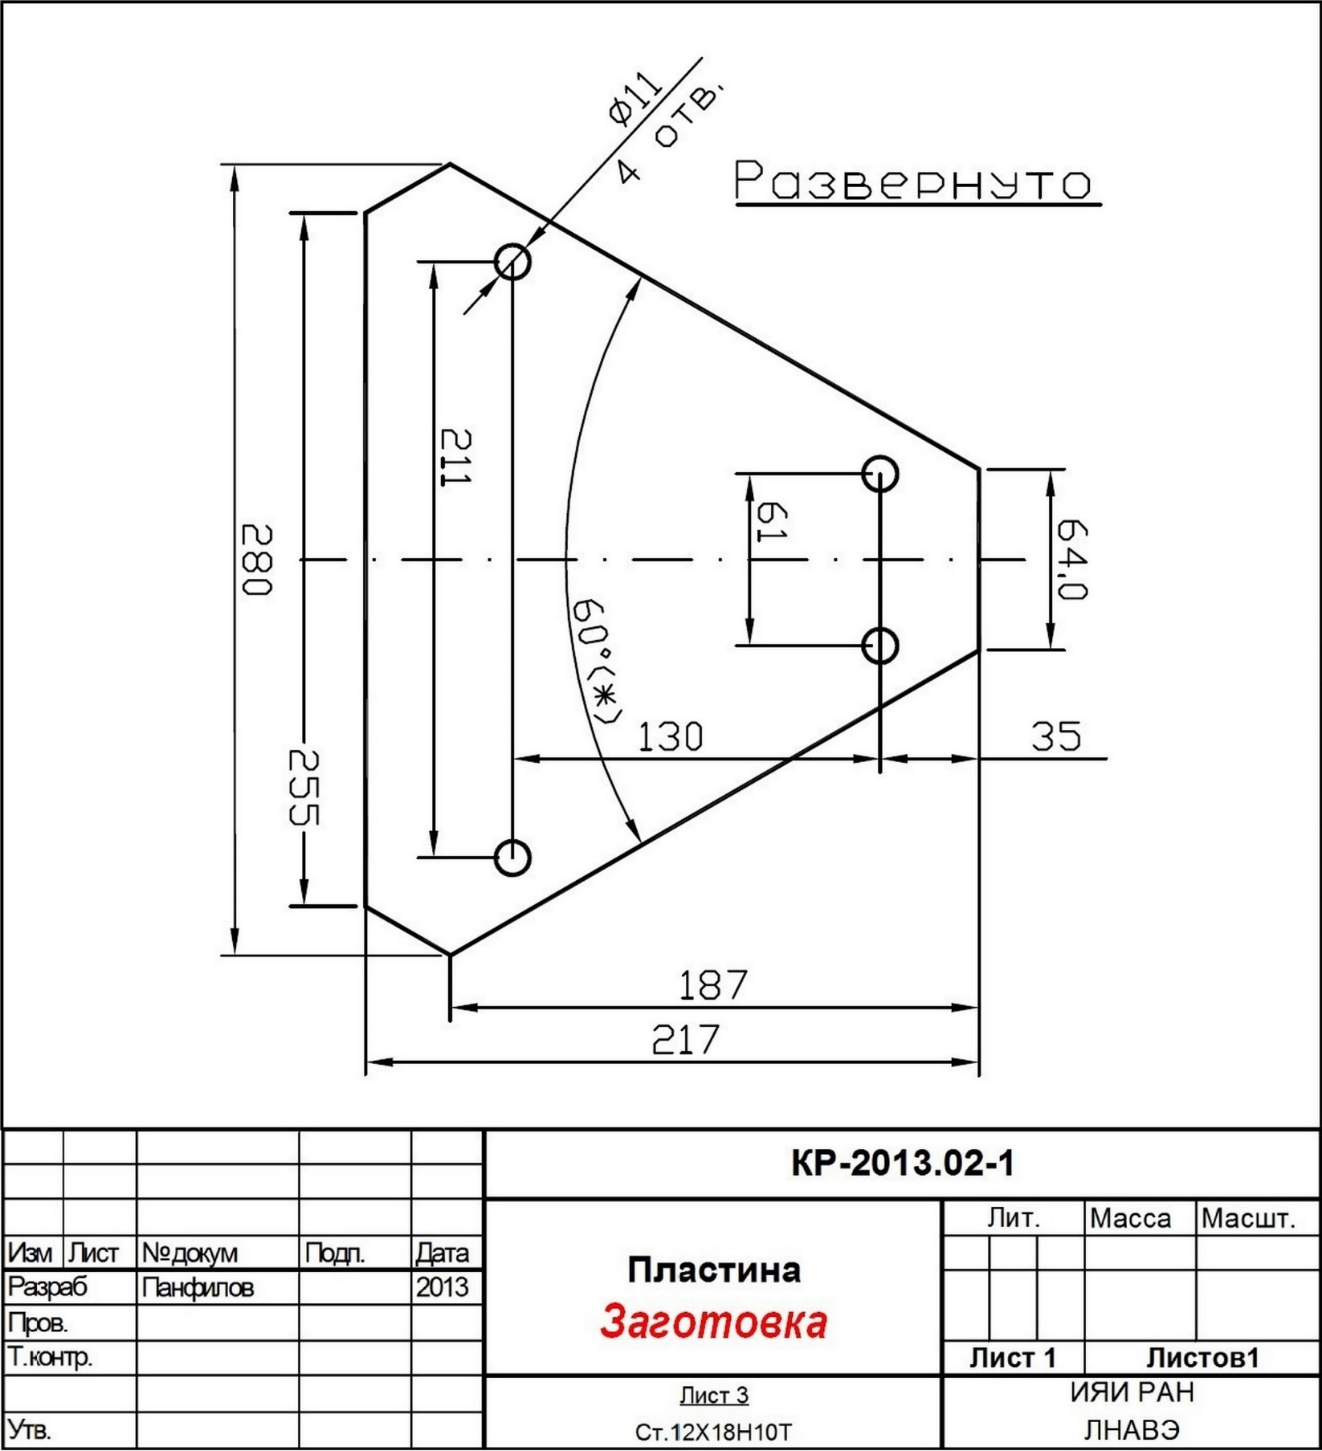 Ø11
4 отв.
Развернуто
211
280
61
64,0
60°(*)
130
35
255
187
217
КР-2013.02-1
Лит. Масса Масшт.
Изм Лист №докум Подп. Дата
Пластина
Разраб Панфилов 2013
Заготовка
Пров.
Т.контр.
Лист 1 Листов1
Лист 3 ИЯИ РАН
Утв. Ст.12Х18Н10Т ЛНАВЭ